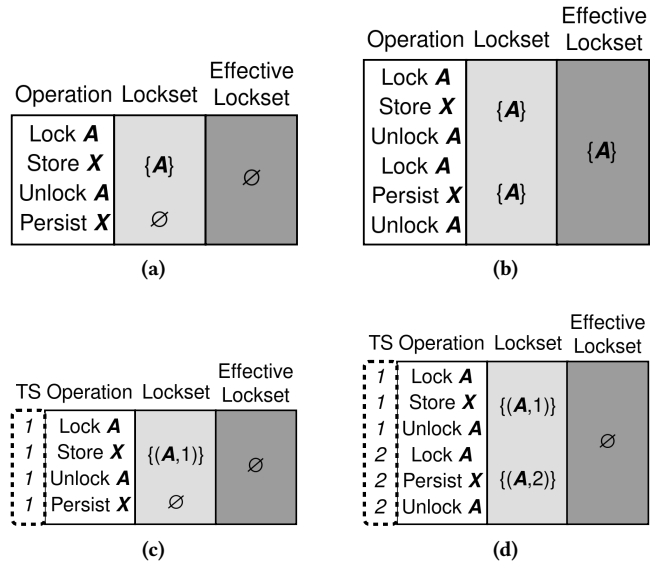 Operation Lockset Effective Lockset
Lock A
Store X {A}
Unlock A ∅
Persist X ∅
(a)
Operation Lockset Effective Lockset
Lock A
Store X {A}
Unlock A {A}
Lock A
Persist X {A}
Unlock A
(b)
TS Operation Lockset Effective Lockset
1 Lock A
1 Store X {(A,1)}
1 Unlock A ∅
1 Persist X ∅
(c)
TS Operation Lockset Effective Lockset
1 Lock A
1 Store X {(A,1)}
1 Unlock A ∅
2 Lock A
2 Persist X {(A,2)}
2 Unlock A
(d)